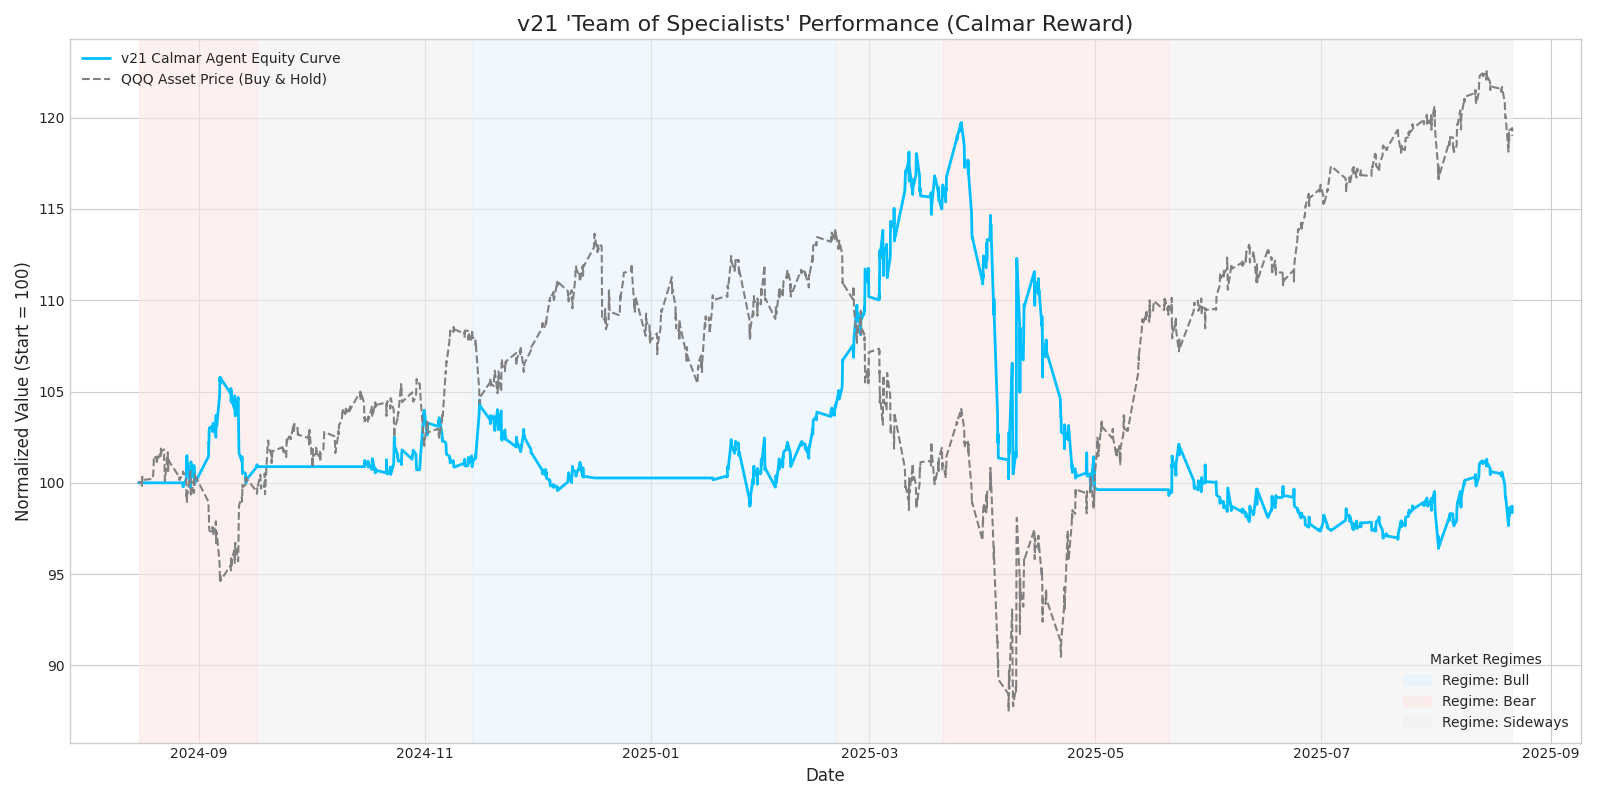 v21 'Team of Specialists' Performance (Calmar Reward)
v21 Calmar Agent Equity Curve
QQQ Asset Price (Buy & Hold)
Normalized Value (Start = 100)
120
115
110
105
100
95
90
Market Regimes
Regime: Bull
Regime: Bear
Regime: Sideways
2024-09
2024-11
2025-01
2025-03
2025-05
2025-07
2025-09
Date